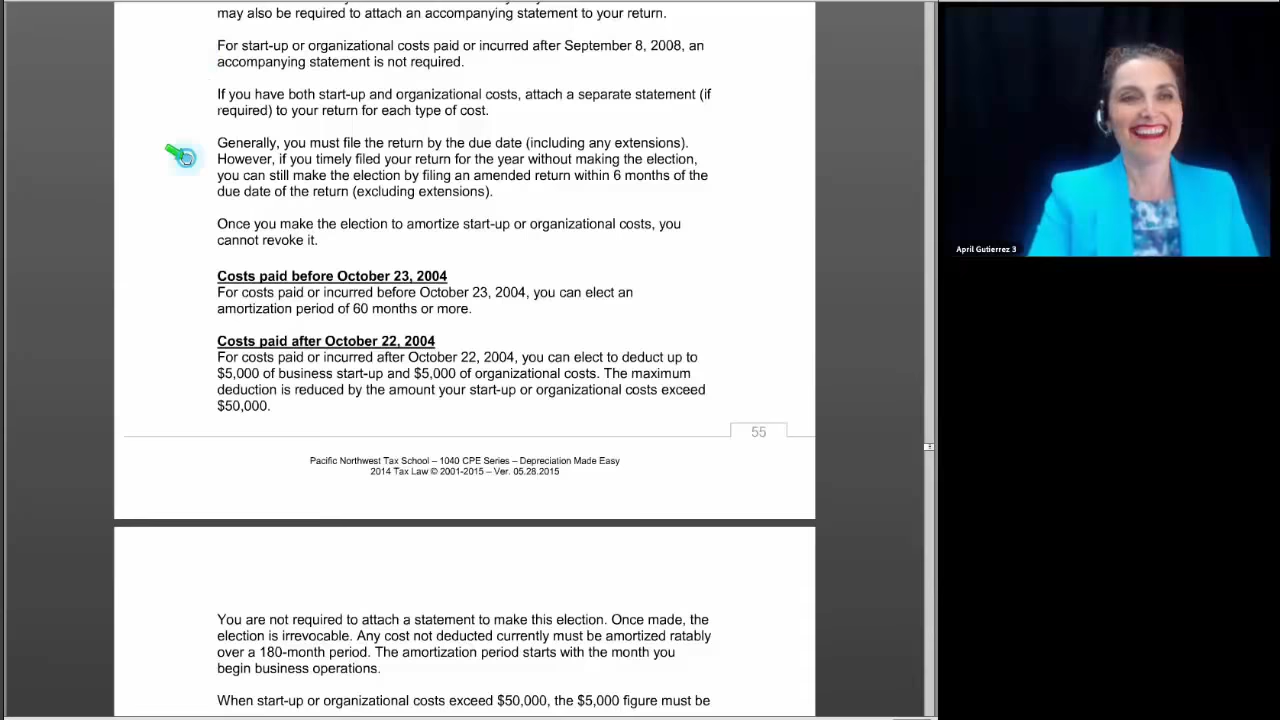 may also be required to attach an accompanying statement to your return.
For start-up or organizational costs paid or incurred after September 8, 2008, an
accompanying statement is not required.
If you have both start-up and organizational costs, attach a separate statement (if
required) to your return for each type of cost.
Generally, you must file the return by the due date (including any extensions).
However, if you timely filed your return for the year without making the election,
you can still make the election by filing an amended return within 6 months of the
due date of the return (excluding extensions).
Once you make the election to amortize start-up or organizational costs, you
cannot revoke it.
Costs paid before October 23, 2004
For costs paid or incurred before October 23, 2004, you can elect an
amortization period of 60 months or more.
Costs paid after October 22, 2004
For costs paid or incurred after October 22, 2004, you can elect to deduct up to
$5,000 of business start-up and $5,000 of organizational costs. The maximum
deduction is reduced by the amount your start-up or organizational costs exceed
$50,000.
55
Pacific Northwest Tax School – 1040 CPE Series – Depreciation Made Easy
2014 Tax Law © 2001-2015 – Ver. 05.28.2015
You are not required to attach a statement to make this election. Once made, the
election is irrevocable. Any cost not deducted currently must be amortized ratably
over a 180-month period. The amortization period starts with the month you
begin business operations.
When start-up or organizational costs exceed $50,000, the $5,000 figure must be
April Gutierrez 3